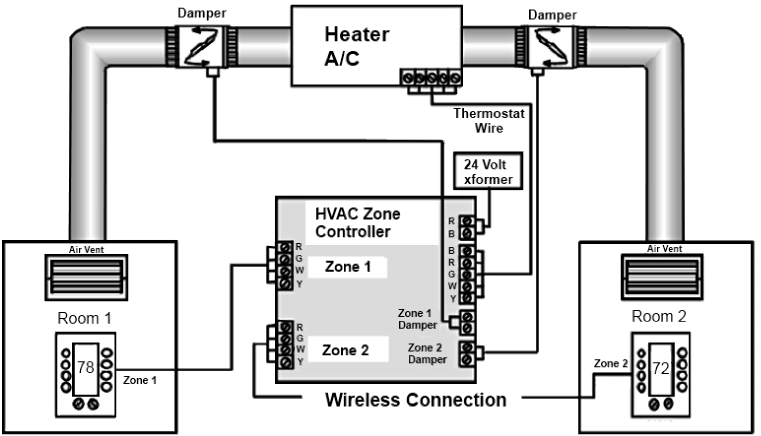 Damper
Heater
A/C
Damper
Thermostat
Wire
24 Volt
xformer
HVAC Zone
Controller
R
B
R
G
W
Y
Zone 1
B
R
G
W
Y
Zone 1
Damper
R
G
W
Y
Zone 2
Zone 2
Damper
Air Vent
Room 1
78
Zone 1
Air Vent
Room 2
Zone 2
72
Wireless Connection